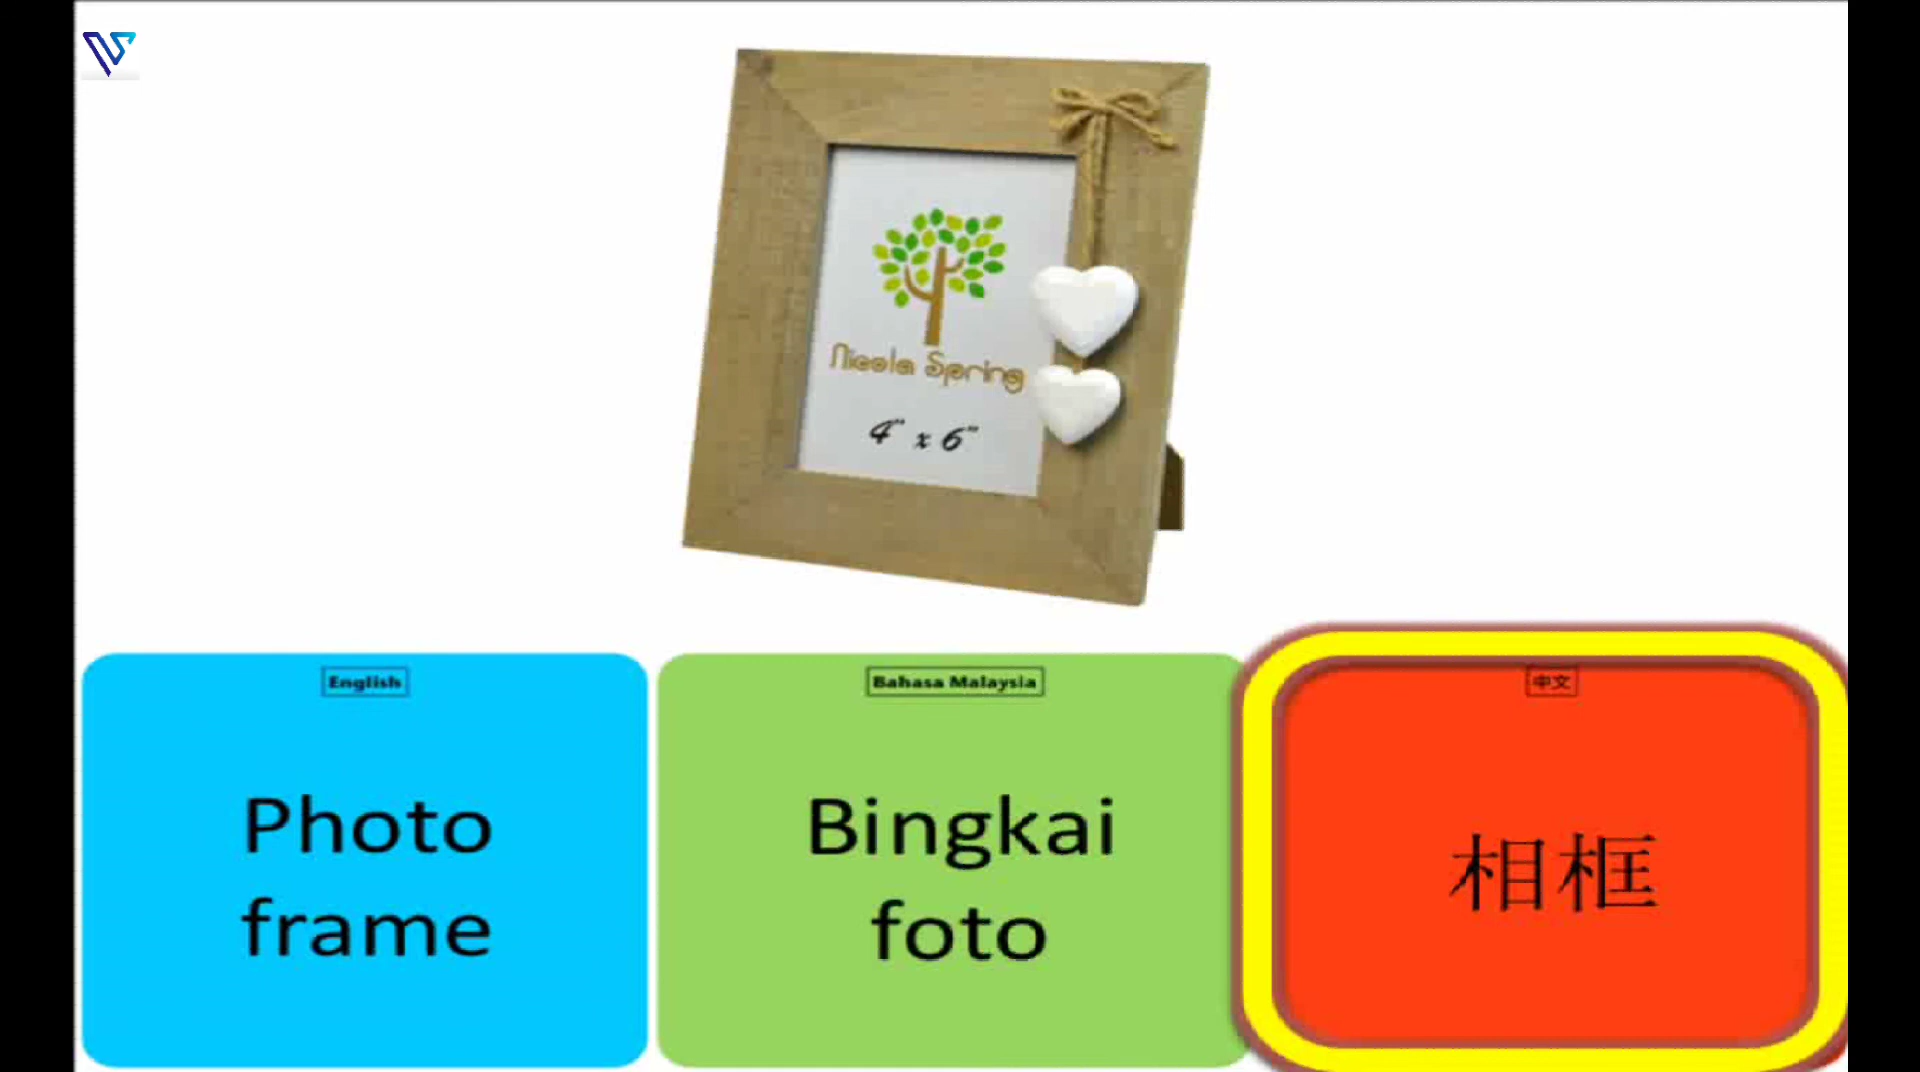 Nicola Spring
4" x 6"
English
Photo
frame
Bahasa Malaysia
Bingkai
foto
中文
相框